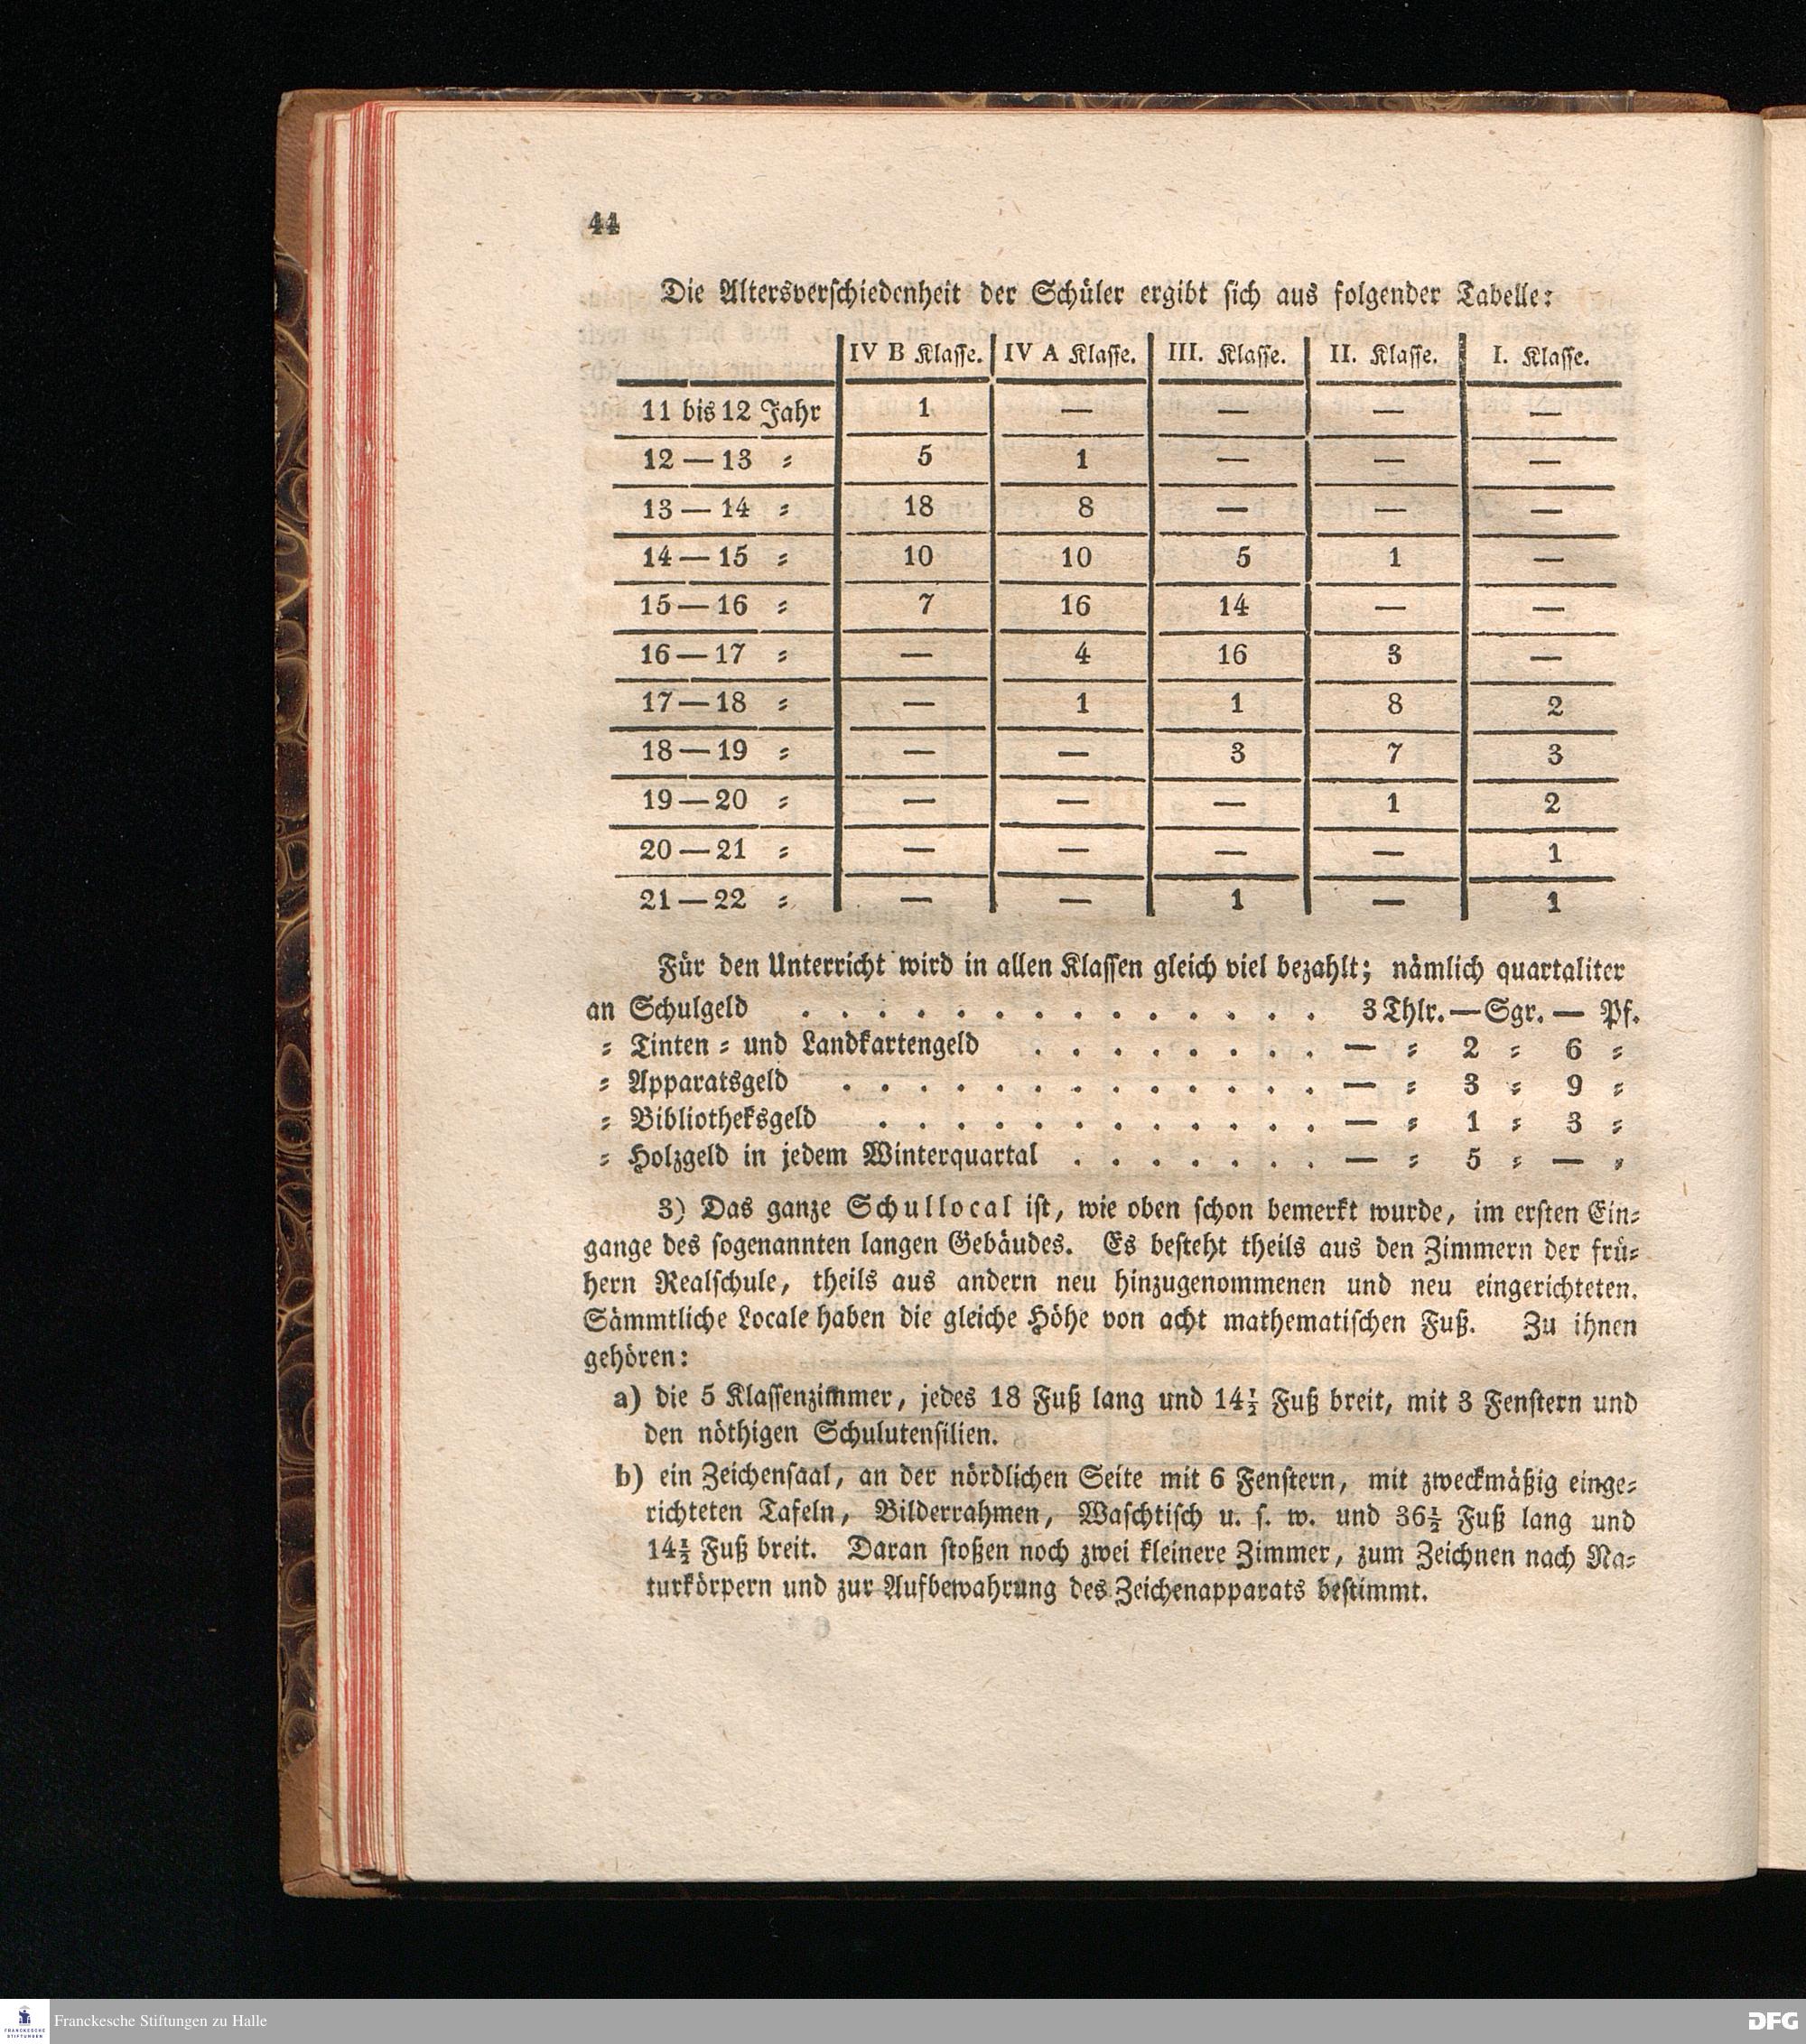 44
Die Altersverschiedenheit der Schüler ergibt sich aus folgender Tabelle:
IV B Klasse. IV A Klasse. III. Klasse. II. Klasse. I. Klasse.
11 bis 12 Jahr 1 — — — —
12 — 13 ⸗ 5 1 — — —
13 — 14 ⸗ 18 8 — — —
14 — 15 ⸗ 10 10 5 1 —
15 — 16 ⸗ 7 16 14 — —
16 — 17 ⸗ — 4 16 3 —
17 — 18 ⸗ — 1 1 8 2
18 — 19 ⸗ — — 3 7 3
19 — 20 ⸗ — — — 1 2
20 — 21 ⸗ — — — — 1
21 — 22 ⸗ — — 1 — 1
Für den Unterricht wird in allen Klassen gleich viel bezahlt; nämlich quartaliter
an Schulgeld . . . . . . . . . . . . . . 3 Thlr. — Sgr. — Pf.
⸗ Tinten ⸗ und Landkartengeld . . . . . . . . — ⸗ 2 ⸗ 6 ⸗
⸗ Apparatsgeld . . . . . . . . . . . . . — ⸗ 3 ⸗ 9 ⸗
⸗ Bibliotheksgeld . . . . . . . . . . . . — ⸗ 1 ⸗ 3 ⸗
⸗ Holzgeld in jedem Winterquartal . . . . . . . — ⸗ 5 ⸗ — ⸗
3) Das ganze Schullocal ist, wie oben schon bemerkt wurde, im ersten Ein⸗
gange des sogenannten langen Gebäudes. Es besteht theils aus den Zimmern der frü⸗
hern Realschule, theils aus andern neu hinzugenommenen und neu eingerichteten.
Sämmtliche Locale haben die gleiche Höhe von acht mathematischen Fuß. Zu ihnen
gehören:
a) die 5 Klassenzimmer, jedes 18 Fuß lang und 14½ Fuß breit, mit 3 Fenstern und
den nöthigen Schulutensilien.
b) ein Zeichensaal, an der nördlichen Seite mit 6 Fenstern, mit zweckmäßig einge⸗
richteten Tafeln, Bilderrahmen, Waschtisch u. s. w. und 36½ Fuß lang und
14½ Fuß breit. Daran stoßen noch zwei kleinere Zimmer, zum Zeichnen nach Na⸗
turkörpern und zur Aufbewahrung des Zeichenapparats bestimmt.
FRANCKESCHE
STIFTUNGEN
Franckesche Stiftungen zu Halle
DFG